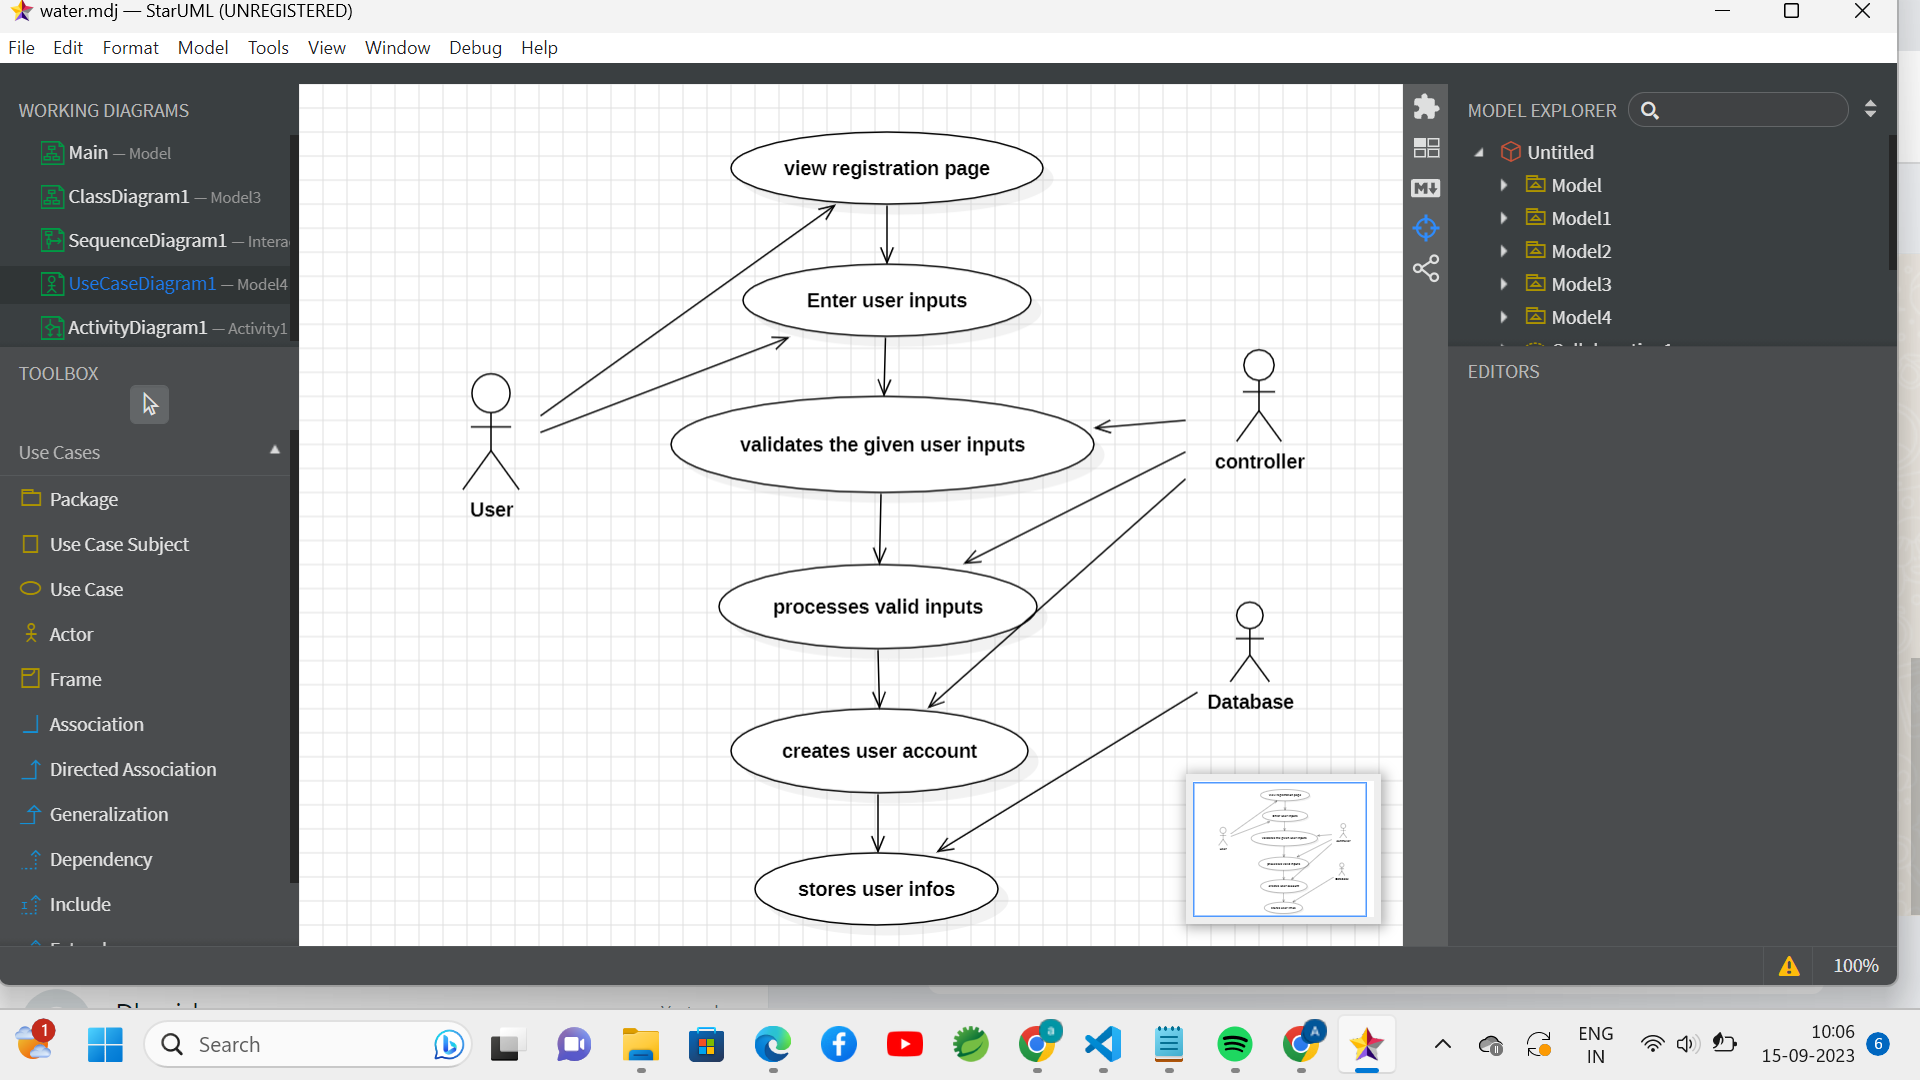 water.mdj — StarUML (UNREGISTERED)
File Edit Format Model Tools View Window Debug Help
WORKING DIAGRAMS
Main — Model
ClassDiagram1 — Model3
SequenceDiagram1 — Intera
UseCaseDiagram1 — Model4
ActivityDiagram1 — Activity1
TOOLBOX
Use Cases
Package
Use Case Subject
Use Case
Actor
Frame
Association
Directed Association
Generalization
Dependency
Include
view registration page
Enter user inputs
validates the given user inputs
processes valid inputs
creates user account
stores user infos
User
controller
Database
MODEL EXPLORER
Untitled
Model
Model1
Model2
Model3
Model4
EDITORS
100%
1
Search
a
A
ENG
IN
10:06
15-09-2023
6